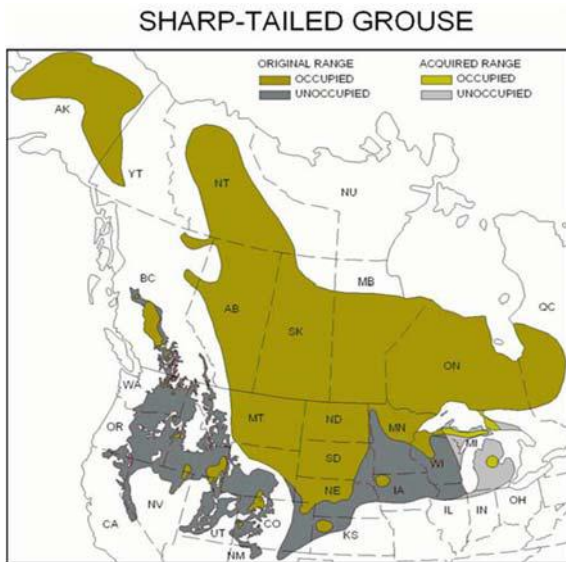 SHARP-TAILED GROUSE
ORIGINAL RANGE
OCCUPIED
UNOCCUPIED
ACQUIRED RANGE
OCCUPIED
UNOCCUPIED
AK
YT
NT
NU
BC
AB
SK
MB
ON
QC
WA
OR
MT
ND
MN
SD
WI
MI
NE
IA
CA
NV
UT
CO
KS
IL
IN
OH
NM